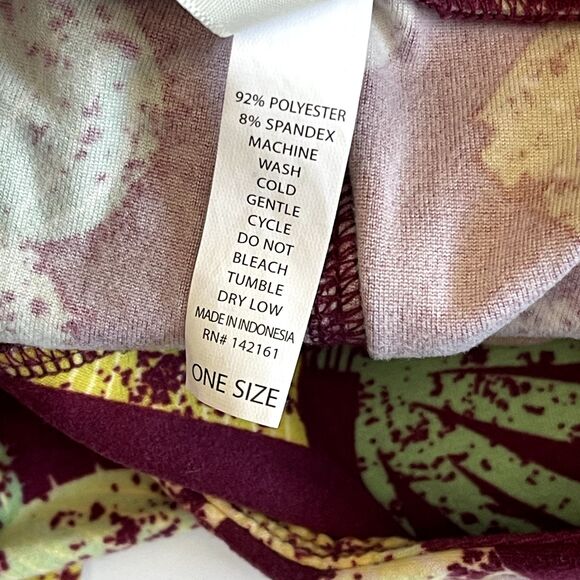 92% POLYESTER
8% SPANDEX
MACHINE
WASH
COLD
GENTLE
CYCLE
DO NOT
BLEACH
TUMBLE
DRY LOW
MADE IN INDONESIA
RN# 142161
ONE SIZE